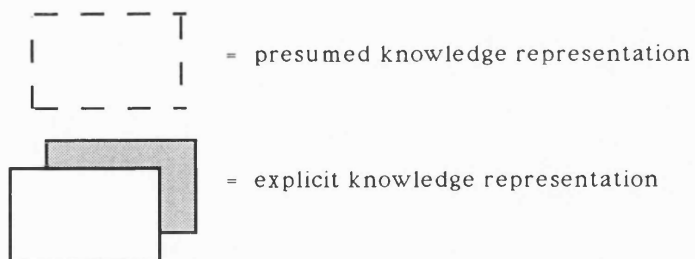 = presumed knowledge representation
= explicit knowledge representation